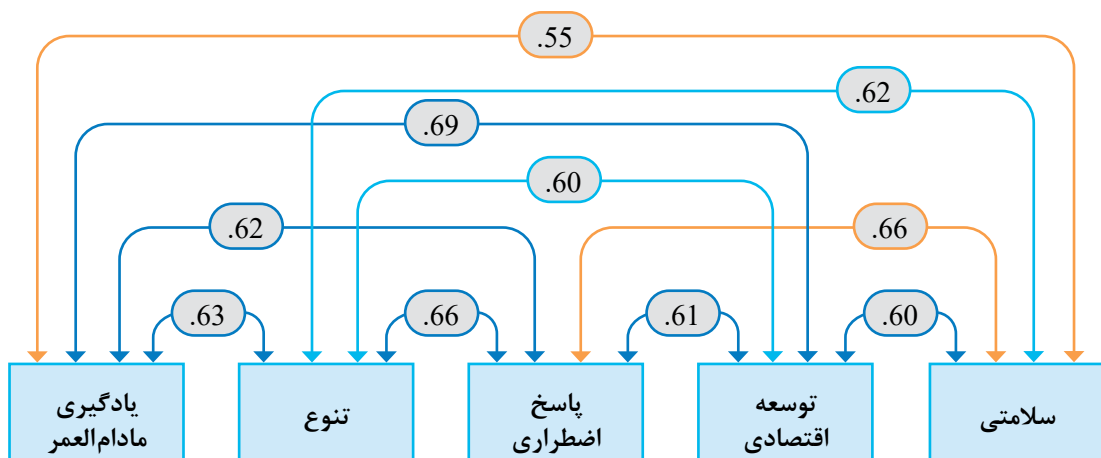 .55
.62
.69
.60
.62
.66
.63
.66
.61
.60
یادگیری
مادام‌العمر
تنوع
پاسخ
اضطراری
توسعه
اقتصادی
سلامتی